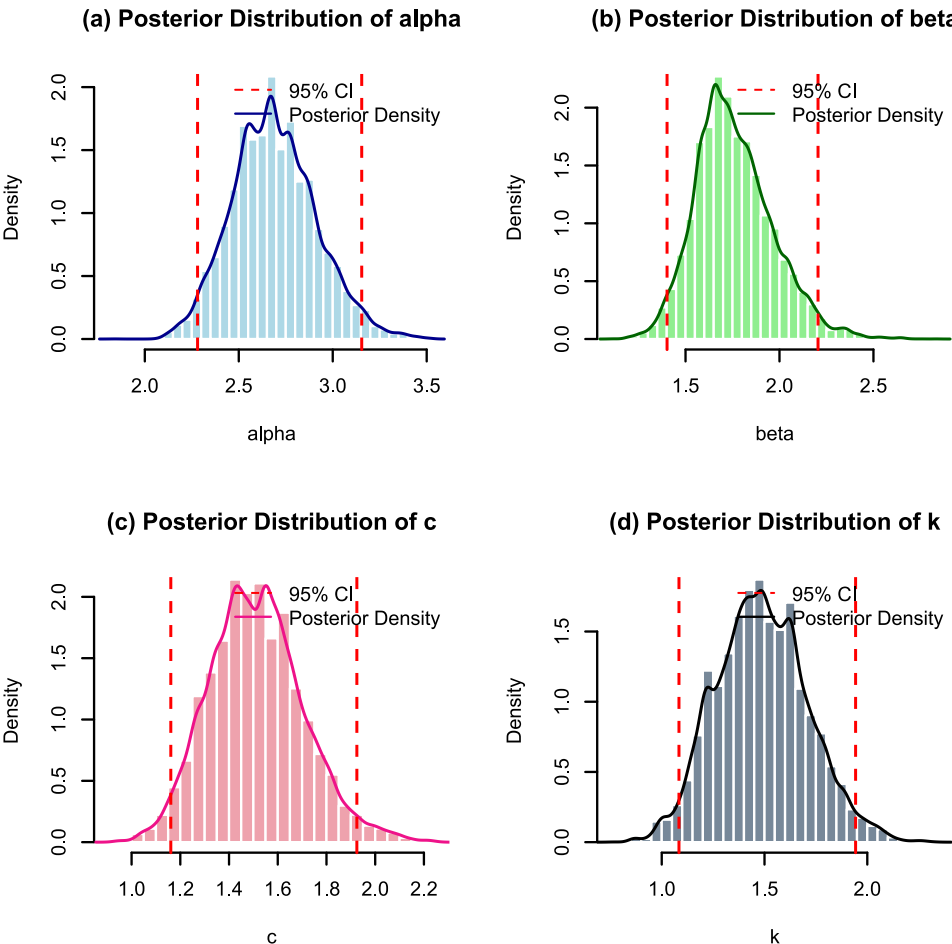 (a) Posterior Distribution of alpha
95% CI
Posterior Density
Density
0.0 0.5 1.0 1.5 2.0
2.0 2.5 3.0 3.5
alpha
(b) Posterior Distribution of beta
95% CI
Posterior Density
Density
0.0 0.5 1.0 1.5 2.0
1.5 2.0 2.5
beta
(c) Posterior Distribution of c
95% CI
Posterior Density
Density
0.0 0.5 1.0 1.5 2.0
1.0 1.2 1.4 1.6 1.8 2.0 2.2
c
(d) Posterior Distribution of k
95% CI
Posterior Density
Density
0.0 0.5 1.0 1.5
1.0 1.5 2.0
k